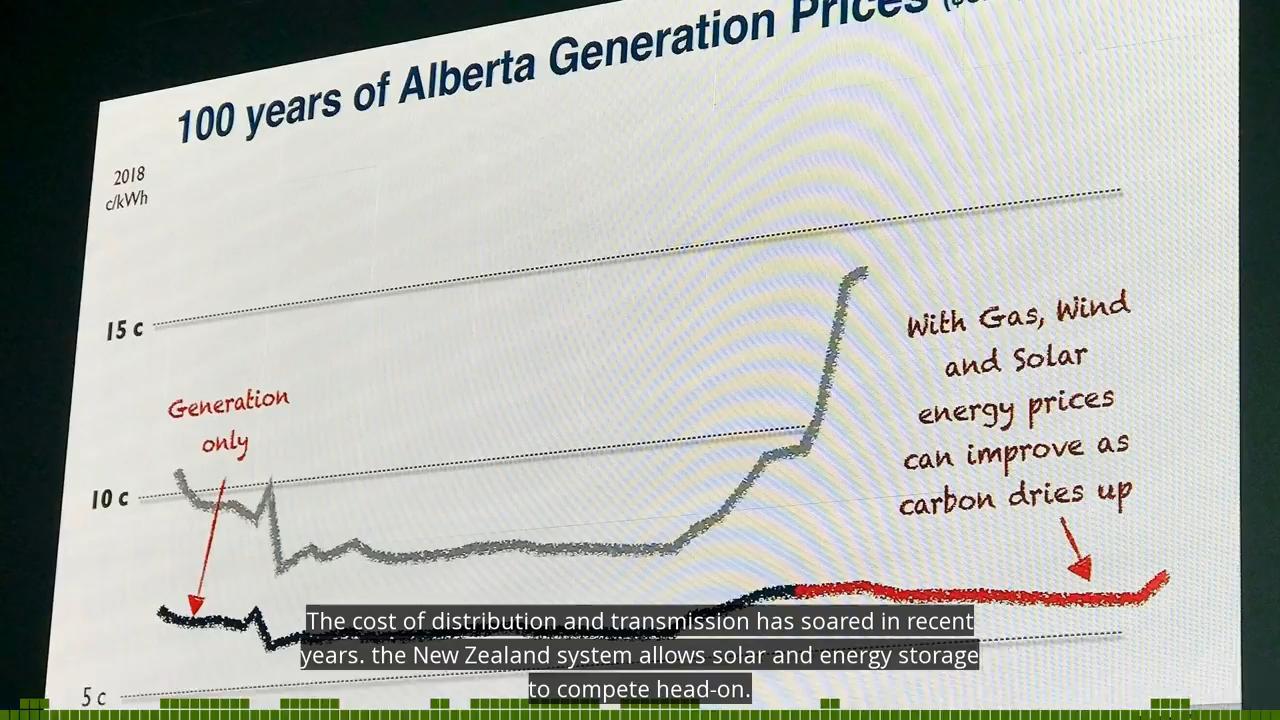 100 years of Alberta Generation Prices
2018
c/kWh
15 c
Generation
only
10 c
With Gas, Wind
and Solar
energy prices
can improve as
carbon dries up
5 c
The cost of distribution and transmission has soared in recent
years. the New Zealand system allows solar and energy storage
to compete head-on.